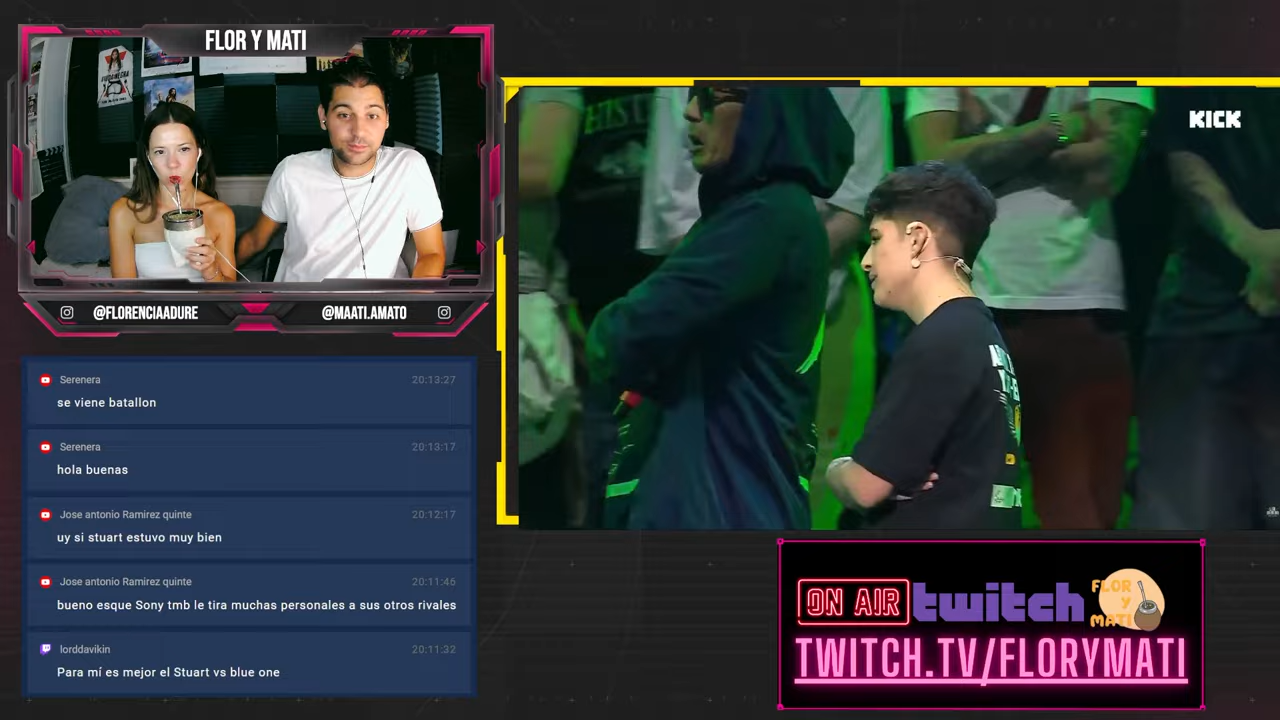 FLOR Y MATI
@FLORENCIAADURE
@MAATI.AMATO
Serenera
20:13:27
se viene batallon
Serenera
20:13:17
hola buenas
Jose antonio Ramirez quinte
20:12:17
uy si stuart estuvo muy bien
Jose antonio Ramirez quinte
20:11:46
bueno esque Sony tmb le tira muchas personales a sus otros rivales
lorddavikin
20:11:32
Para mí es mejor el Stuart vs blue one
KICK
ON AIR
twitch
FLOR
Y
MATI
TWITCH.TV/FLORYMATI